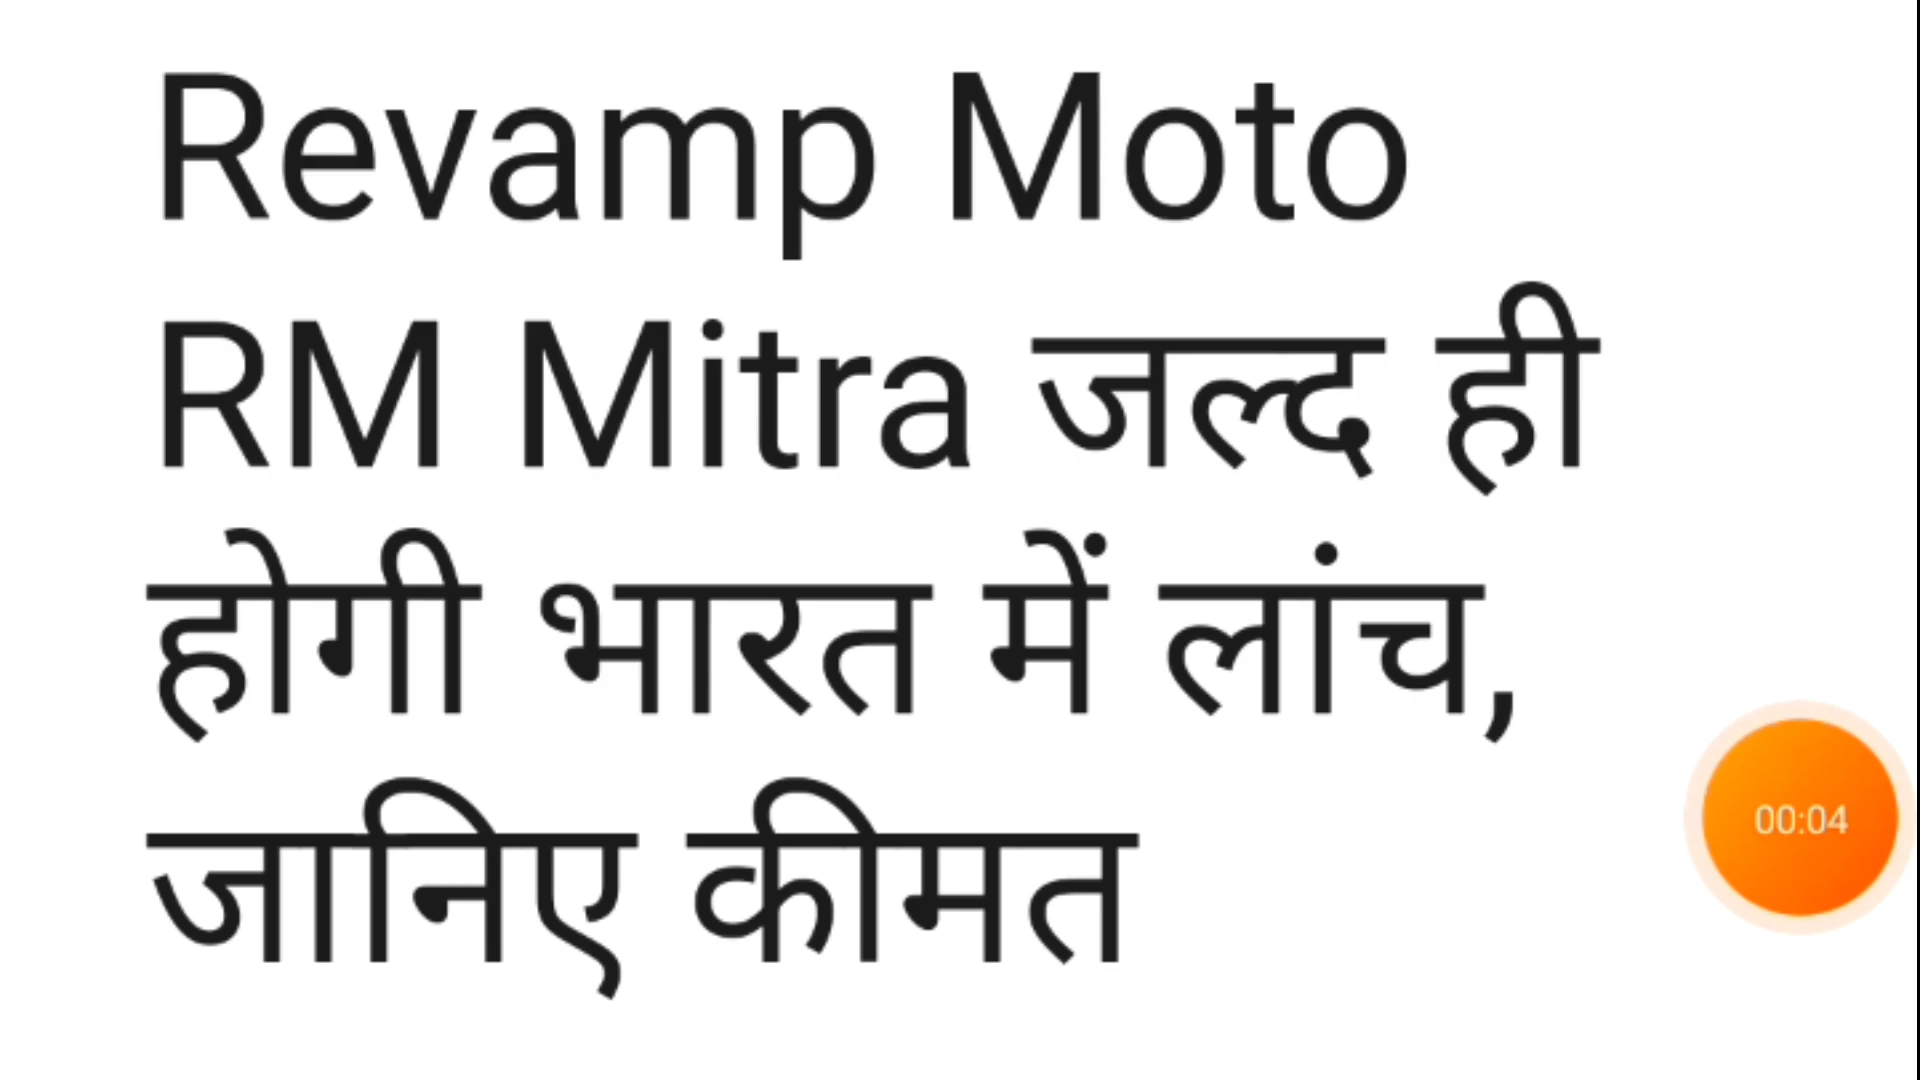 Revamp Moto
RM Mitra जल्द ही
होगी भारत में लांच,
जानिए कीमत
00:04